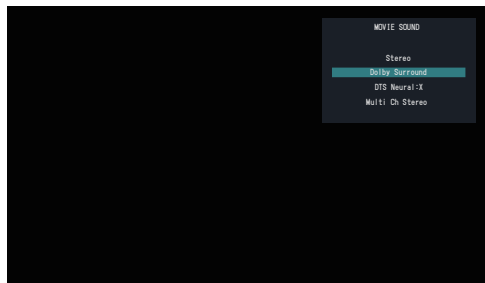 MOVIE SOUND
Stereo
Dolby Surround
DTS Neural:X
Multi Ch Stereo